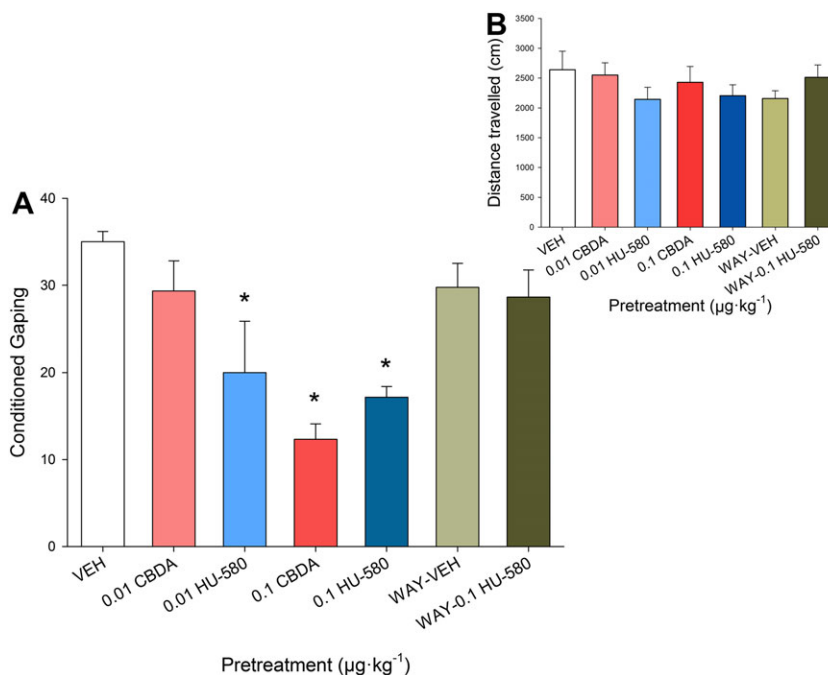 A
Conditioned Gaping
40
30
20
10
0
*
*
*
VEH
0.01 CBDA
0.01 HU-580
0.1 CBDA
0.1 HU-580
WAY-VEH
WAY-0.1 HU-580
Pretreatment (µg·kg⁻¹)
B
Distance travelled (cm)
3500
3000
2500
2000
1500
1000
500
0
VEH
0.01 CBDA
0.01 HU-580
0.1 CBDA
0.1 HU-580
WAY-VEH
WAY-0.1 HU-580
Pretreatment (µg·kg⁻¹)